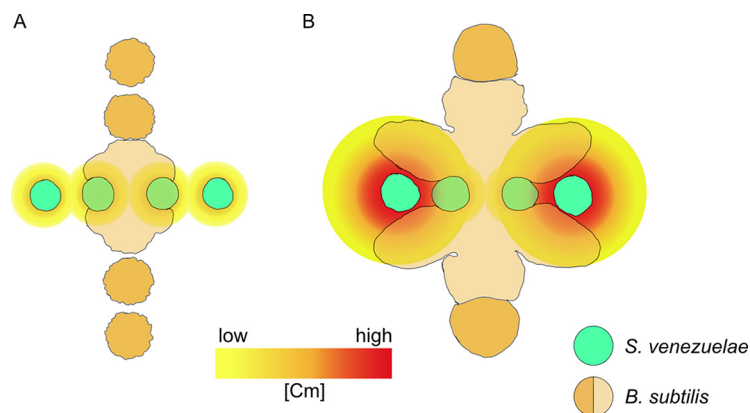 A
B
low high
[Cm]
S. venezuelae
B. subtilis